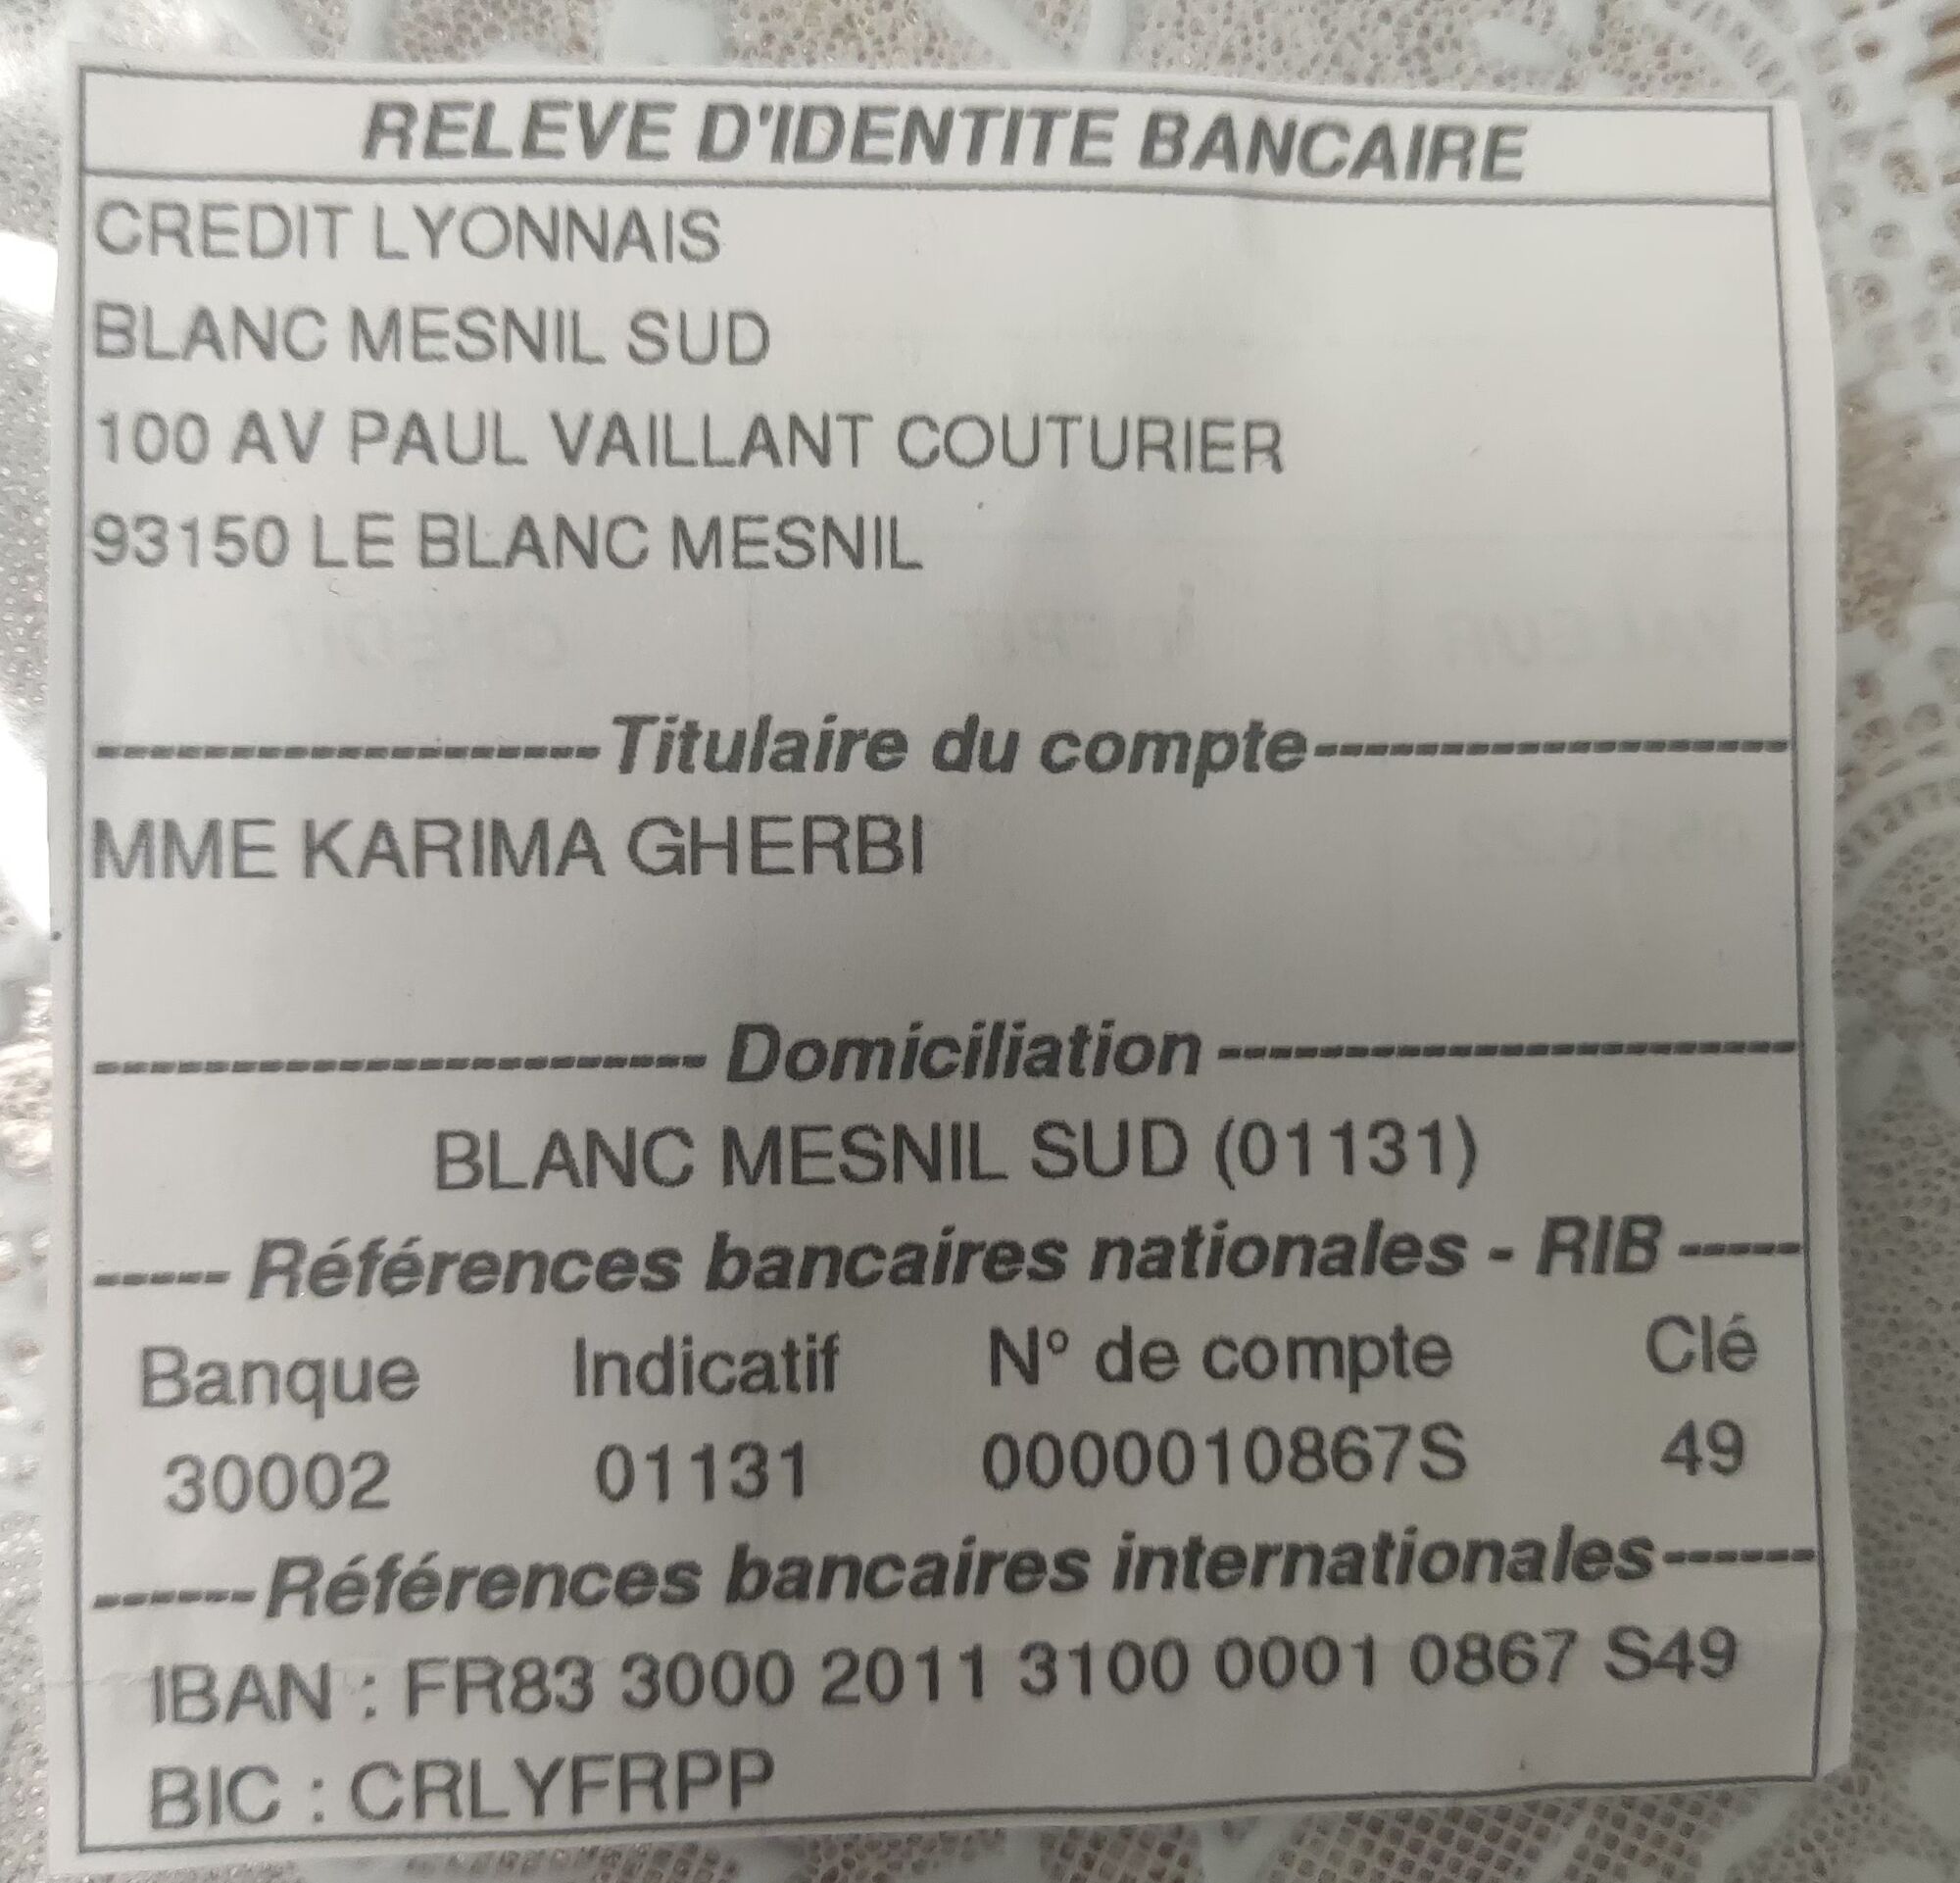 RELEVE D'IDENTITE BANCAIRE
CREDIT LYONNAIS
BLANC MESNIL SUD
100 AV PAUL VAILLANT COUTURIER
93150 LE BLANC MESNIL
--------------------Titulaire du compte--------------------
MME KARIMA GHERBI
------------------------ Domiciliation ------------------------
BLANC MESNIL SUD (01131)
----- Références bancaires nationales - RIB -----
Banque Indicatif N° de compte Clé
30002 01131 0000010867S 49
------Références bancaires internationales------
IBAN : FR83 3000 2011 3100 0001 0867 S49
BIC : CRLYFRPP